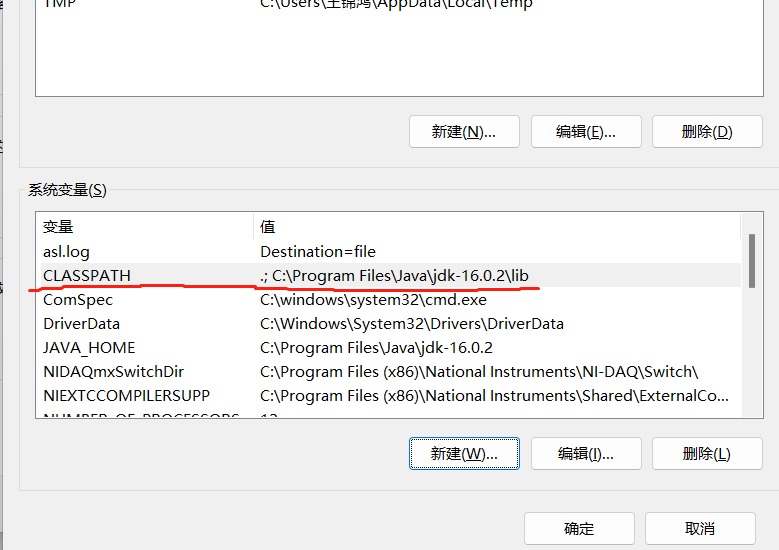 TMP C:\Users\王锦鸿\AppData\Local\Temp
新建(N)... 编辑(E)... 删除(D)
系统变量(S)
变量 值
asl.log Destination=file
CLASSPATH .; C:\Program Files\Java\jdk-16.0.2\lib
ComSpec C:\windows\system32\cmd.exe
DriverData C:\Windows\System32\Drivers\DriverData
JAVA_HOME C:\Program Files\Java\jdk-16.0.2
NIDAQmxSwitchDir C:\Program Files (x86)\National Instruments\NI-DAQ\Switch\
NIEXTCCOMPILERSUPP C:\Program Files (x86)\National Instruments\Shared\ExternalCo...
NUMBER_OF_PROCESSORS 12
新建(W)... 编辑(I)... 删除(L)
确定 取消